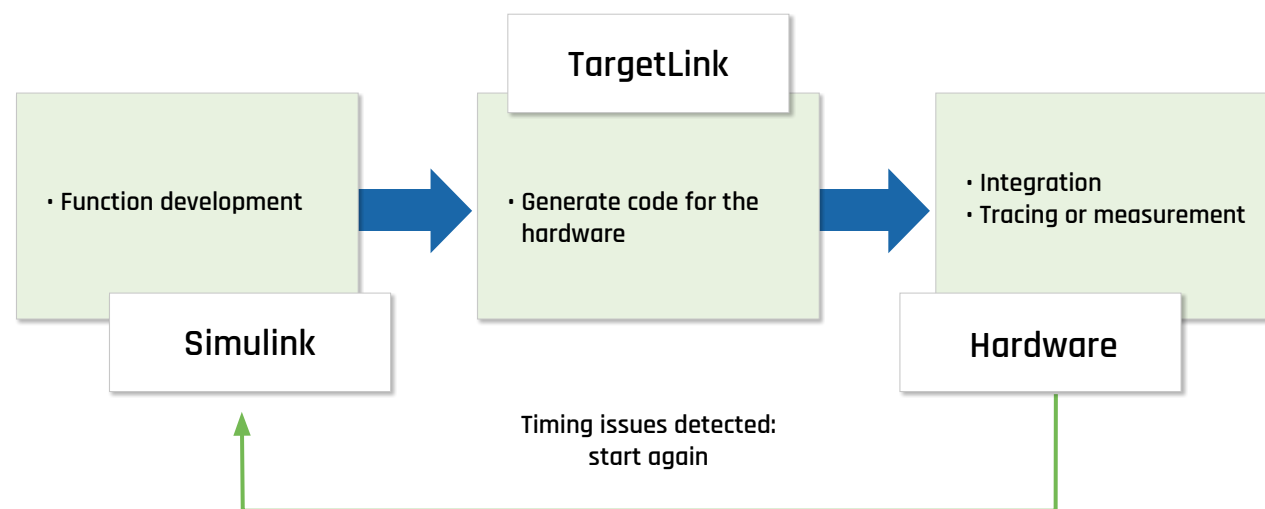 TargetLink
• Function development
• Generate code for the
hardware
• Integration
• Tracing or measurement
Simulink
Hardware
Timing issues detected:
start again